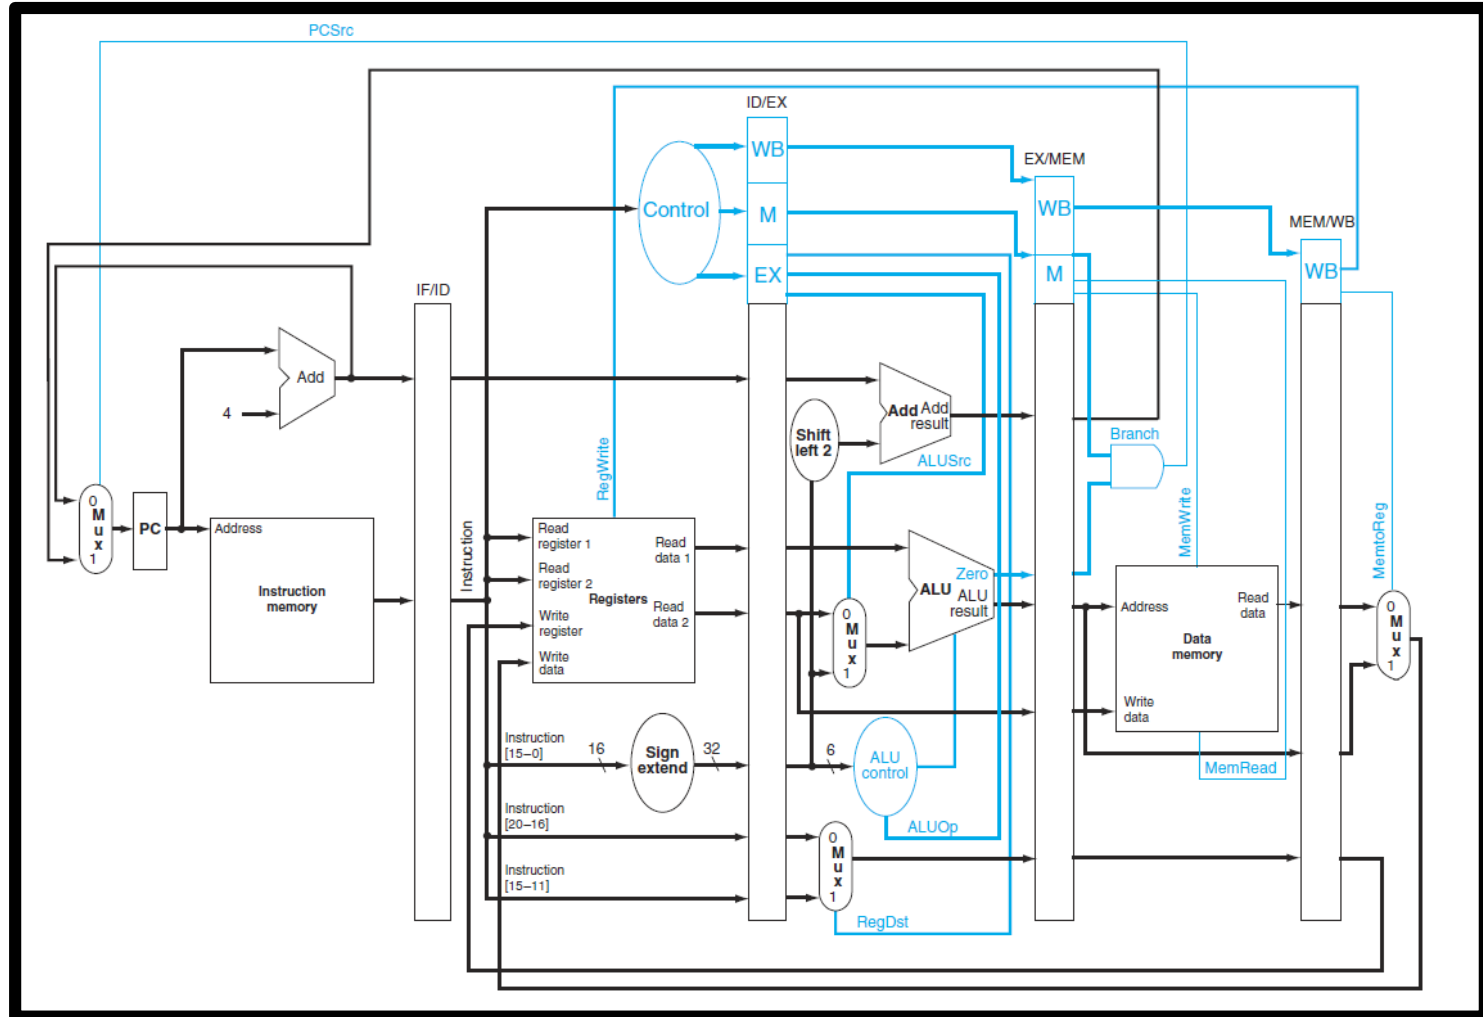 PCSrc
ID/EX
WB
EX/MEM
Control
M
WB
MEM/WB
EX
M
WB
IF/ID
Add
4
Add Add
result
Shift
left 2
Branch
ALUSrc
RegWrite
MemWrite
MemtoReg
0
M
u
x
1
PC
Address
Instruction
memory
Instruction
Read
register 1
Read
data 1
Read
register 2
Registers
Write
register
Read
data 2
Write
data
Zero
ALU
ALU
result
0
M
u
x
1
Address
Read
data
Data
memory
Write
data
0
M
u
x
1
Instruction
[15–0]
16
Sign
extend
32
6
ALU
control
MemRead
Instruction
[20–16]
ALUOp
0
M
u
x
1
Instruction
[15–11]
RegDst